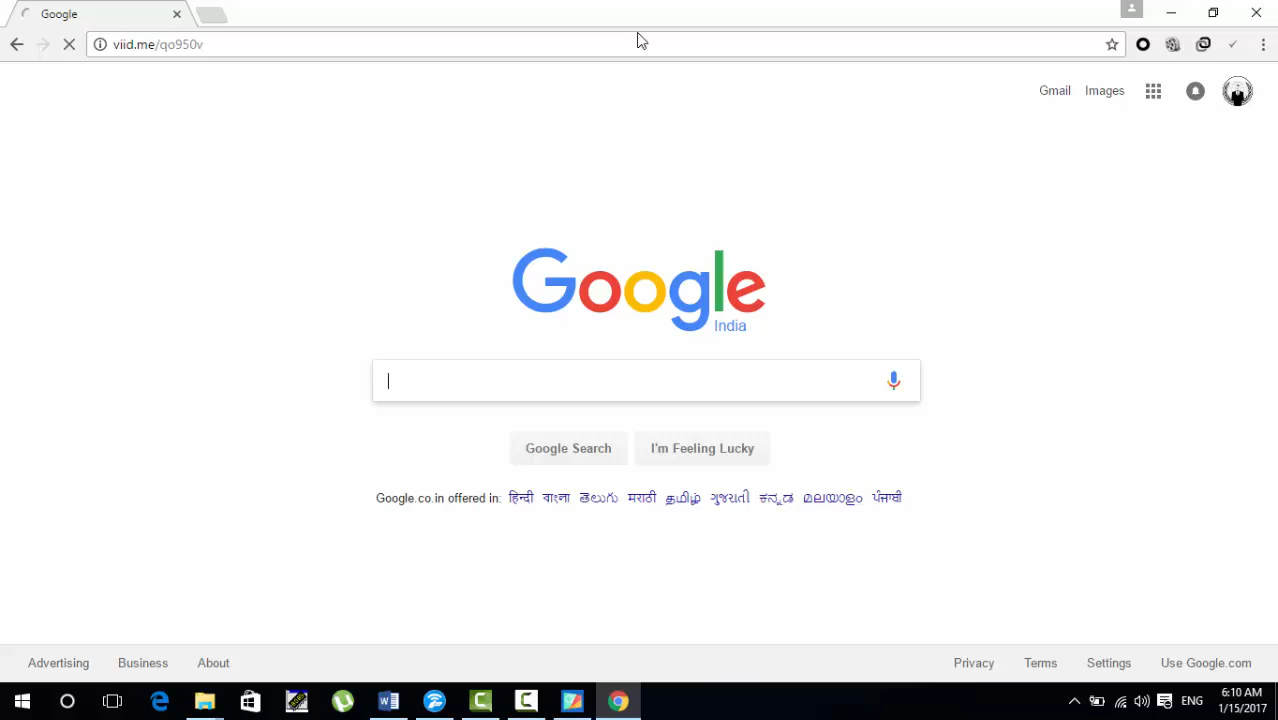 Google
viid.me/qo950v
Gmail Images
Google
India
Google Search I'm Feeling Lucky
Google.co.in offered in: हिन्दी বাংলা తెలుగు मराठी தமிழ் ગુજરાતી ಕನ್ನಡ മലയാളം ਪੰਜਾਬੀ
Advertising Business About Privacy Terms Settings Use Google.com
ENG 6:10 AM
1/15/2017